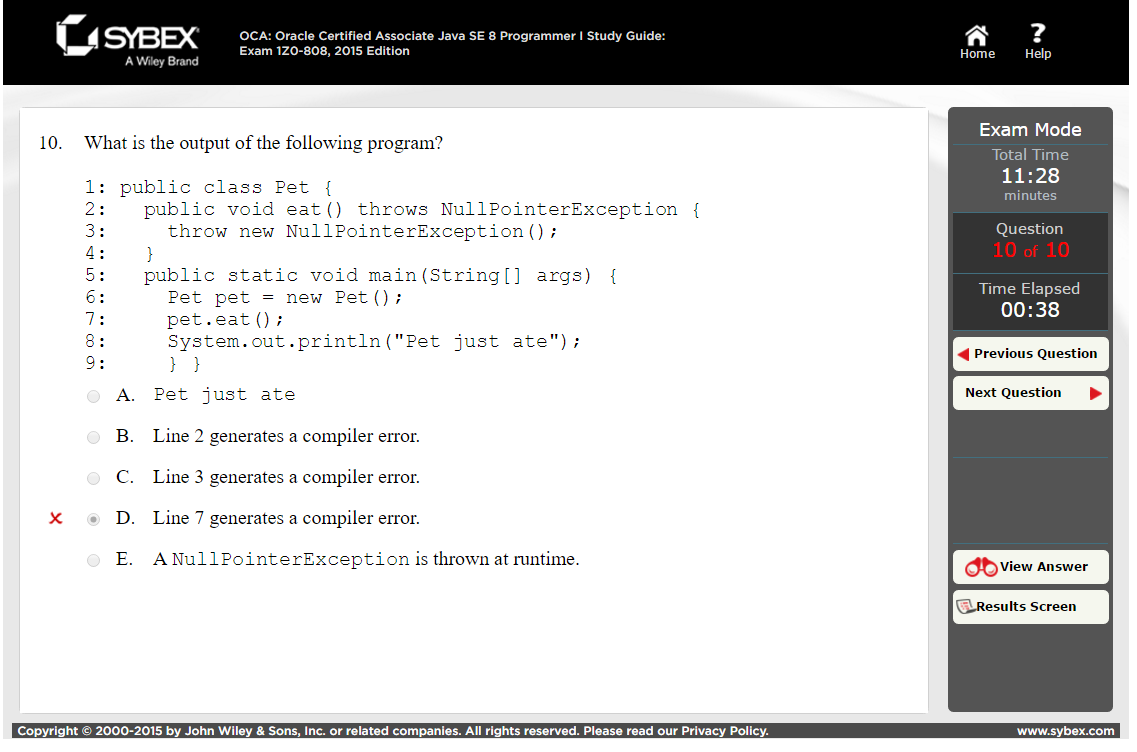 SYBEX
A Wiley Brand
OCA: Oracle Certified Associate Java SE 8 Programmer I Study Guide:
Exam 1Z0-808, 2015 Edition
Home
Help
10. What is the output of the following program?
1: public class Pet {
2: public void eat() throws NullPointerException {
3: throw new NullPointerException();
4: }
5: public static void main(String[] args) {
6: Pet pet = new Pet();
7: pet.eat();
8: System.out.println("Pet just ate");
9: } }
A. Pet just ate
B. Line 2 generates a compiler error.
C. Line 3 generates a compiler error.
D. Line 7 generates a compiler error.
E. A NullPointerException is thrown at runtime.
Exam Mode
Total Time
11:28
minutes
Question
10 of 10
Time Elapsed
00:38
Previous Question
Next Question
View Answer
Results Screen
Copyright © 2000-2015 by John Wiley & Sons, Inc. or related companies. All rights reserved. Please read our Privacy Policy.
www.sybex.com